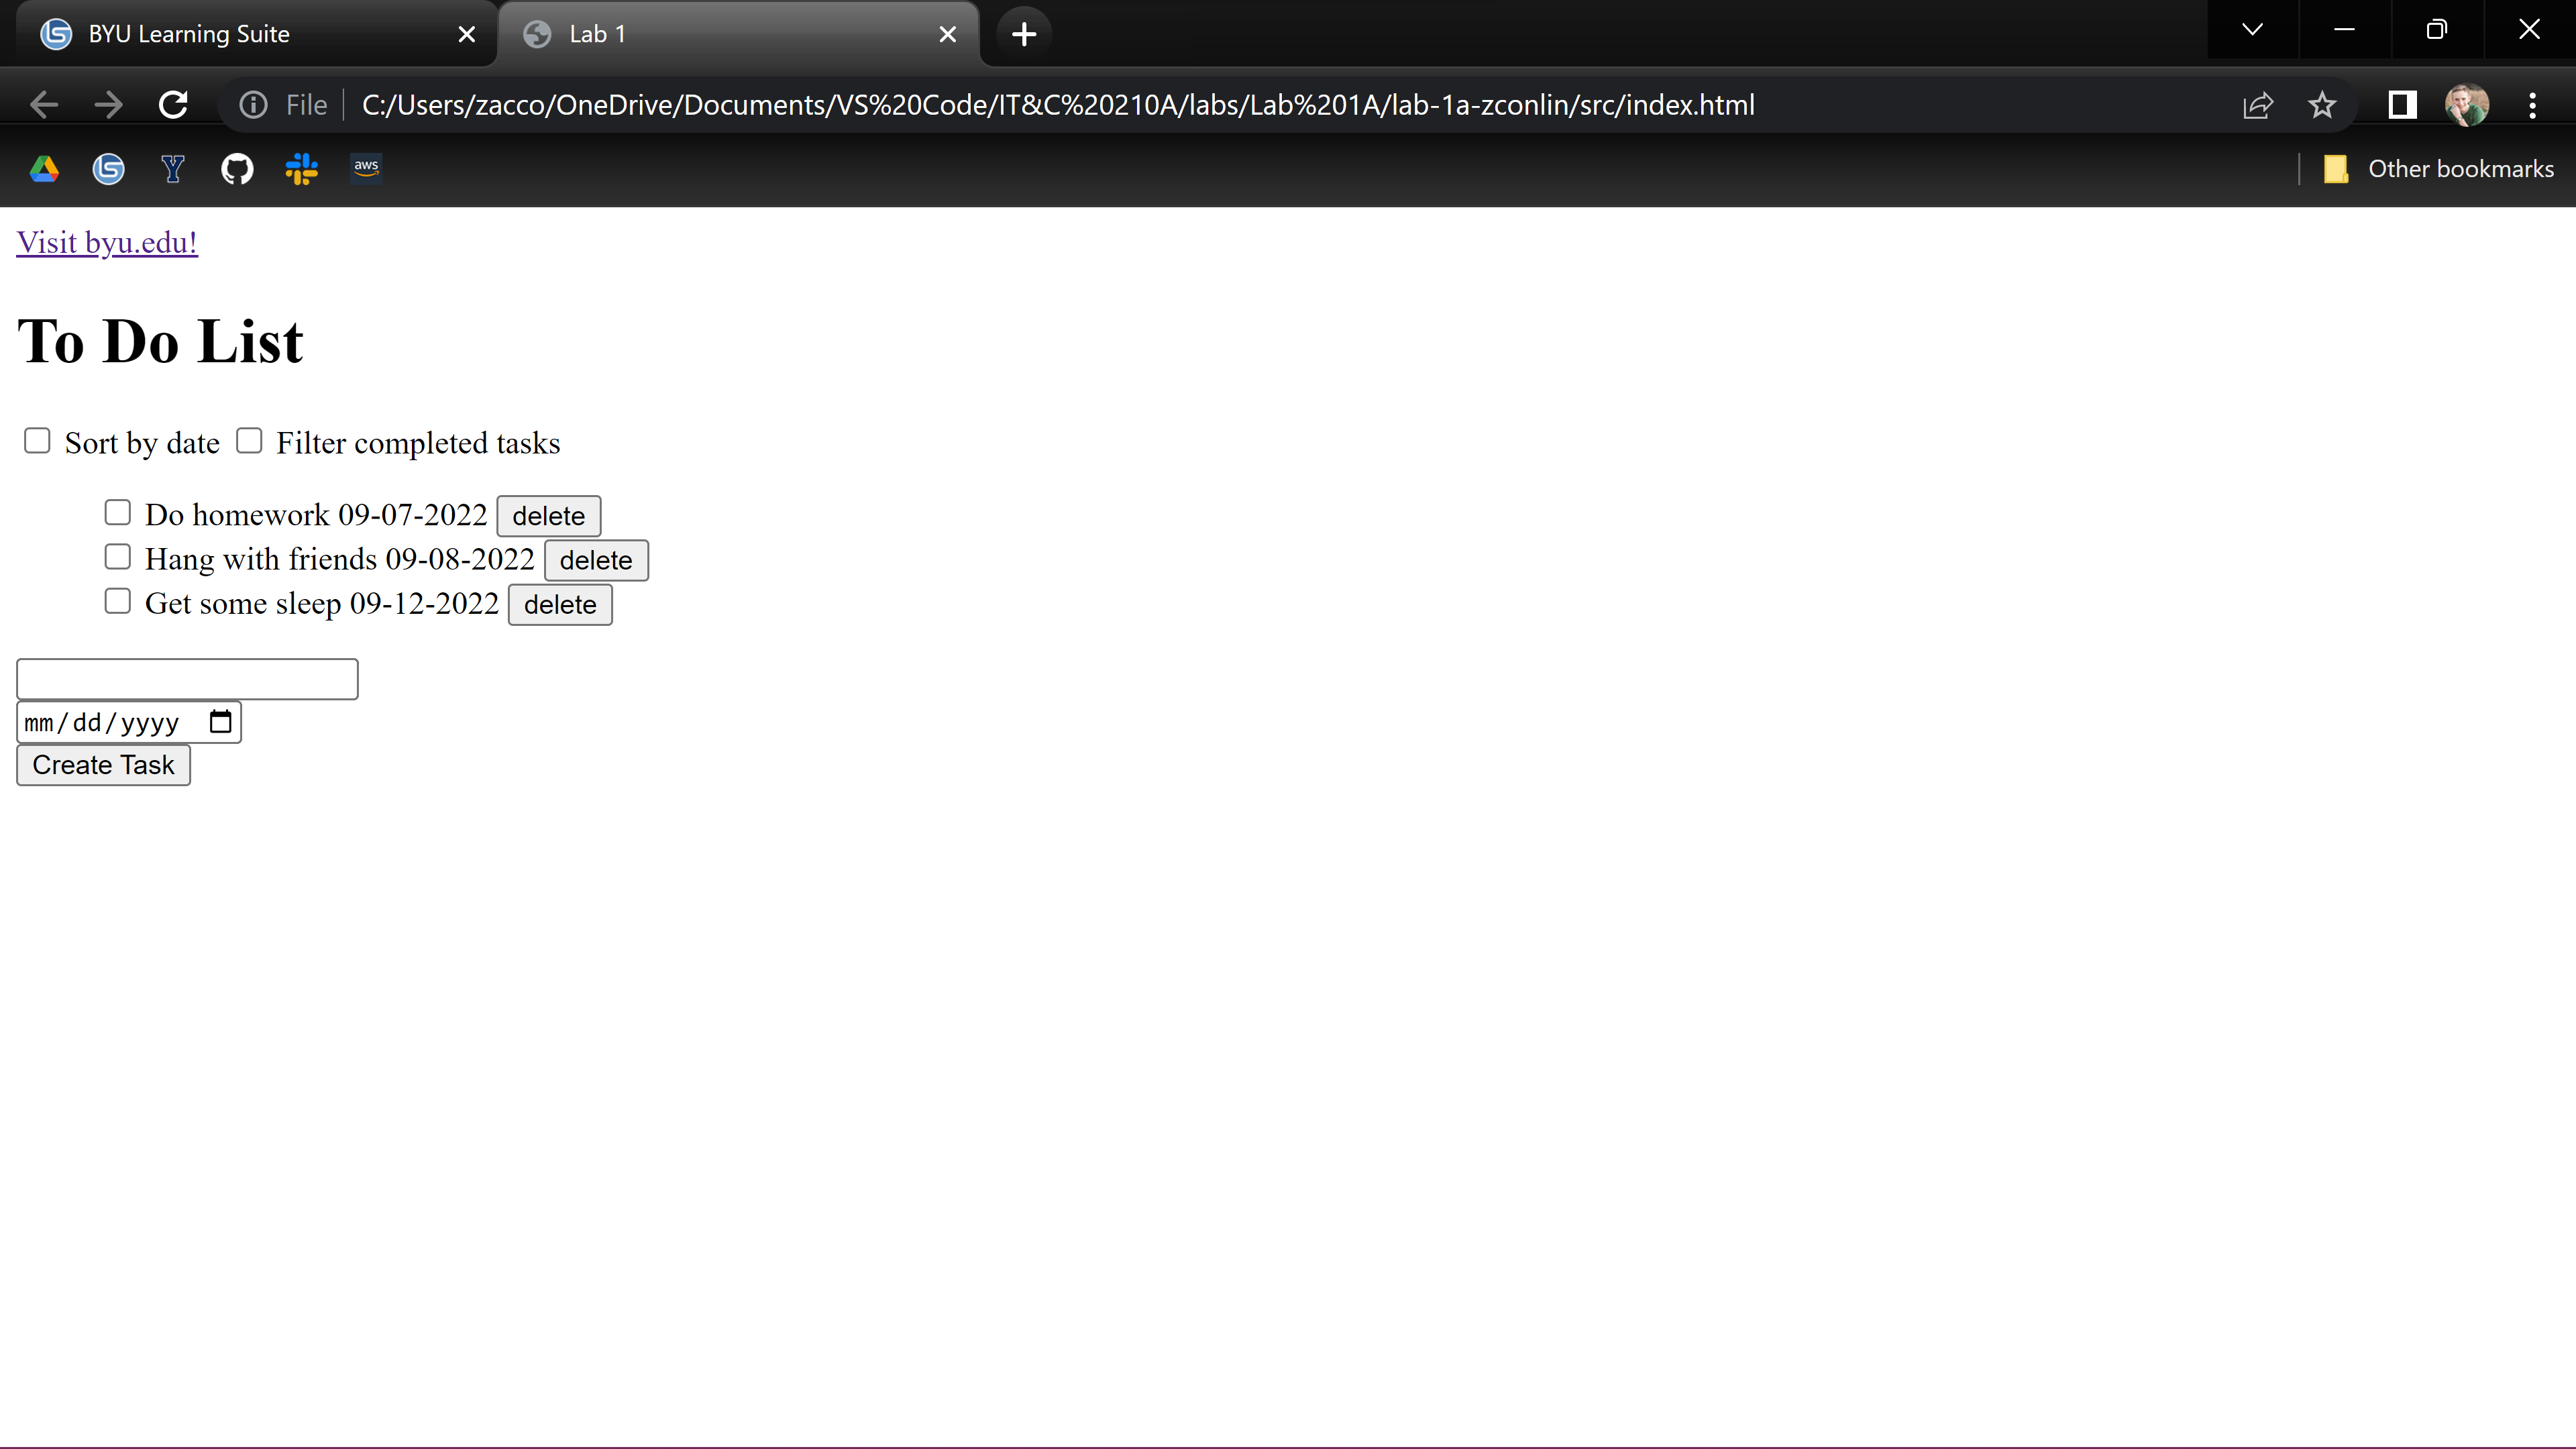 BYU Learning Suite
Lab 1
File
C:/Users/zacco/OneDrive/Documents/VS%20Code/IT&C%20210A/labs/Lab%201A/lab-1a-zconlin/src/index.html
aws
Other bookmarks
Visit byu.edu!
To Do List
Sort by date Filter completed tasks
Do homework 09-07-2022 delete
Hang with friends 09-08-2022 delete
Get some sleep 09-12-2022 delete
mm/dd/yyyy
Create Task